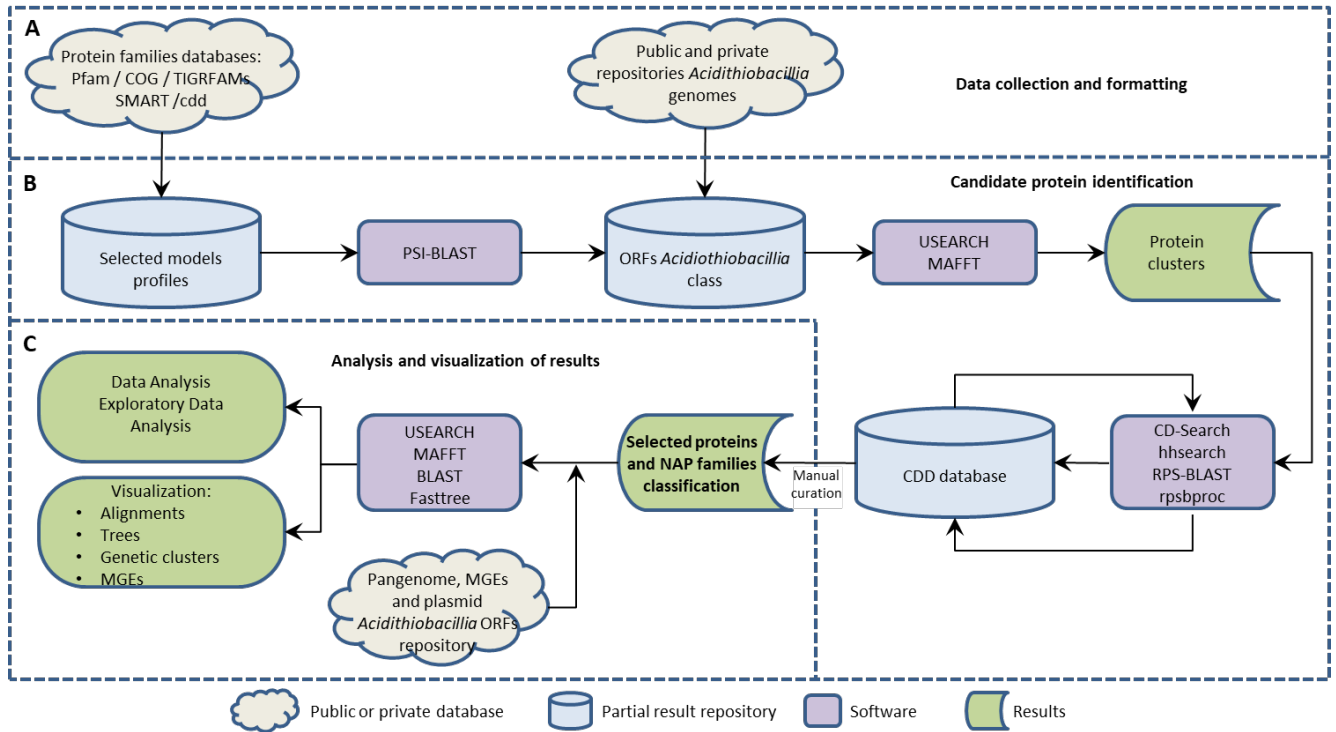 A
Protein families databases:
Pfam / COG / TIGRFAMs
SMART /cdd
Public and private
repositories Acidithiobacillia
genomes
Data collection and formatting
B
Candidate protein identification
Selected models
profiles
PSI-BLAST
ORFs Acidiothiobacillia
class
USEARCH
MAFFT
Protein
clusters
C
Analysis and visualization of results
Data Analysis
Exploratory Data
Analysis
Visualization:
• Alignments
• Trees
• Genetic clusters
• MGEs
USEARCH
MAFFT
BLAST
Fasttree
Selected proteins
and NAP families
classification
Manual
curation
CDD database
CD-Search
hhsearch
RPS-BLAST
rpsbproc
Pangenome, MGEs
and plasmid
Acidithiobacillia ORFs
repository
Public or private database
Partial result repository
Software
Results